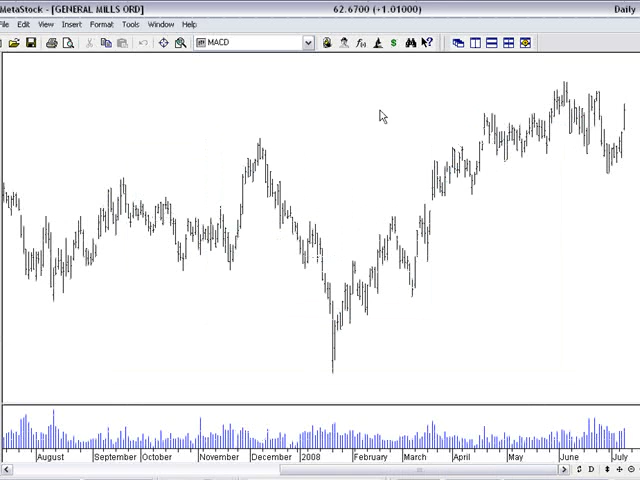 MetaStock - [GENERAL MILLS ORD] 62.6700 (+1.01000) Daily
File Edit View Insert Format Tools Window Help
MACD
August September October November December 2008 February March April May June July
D